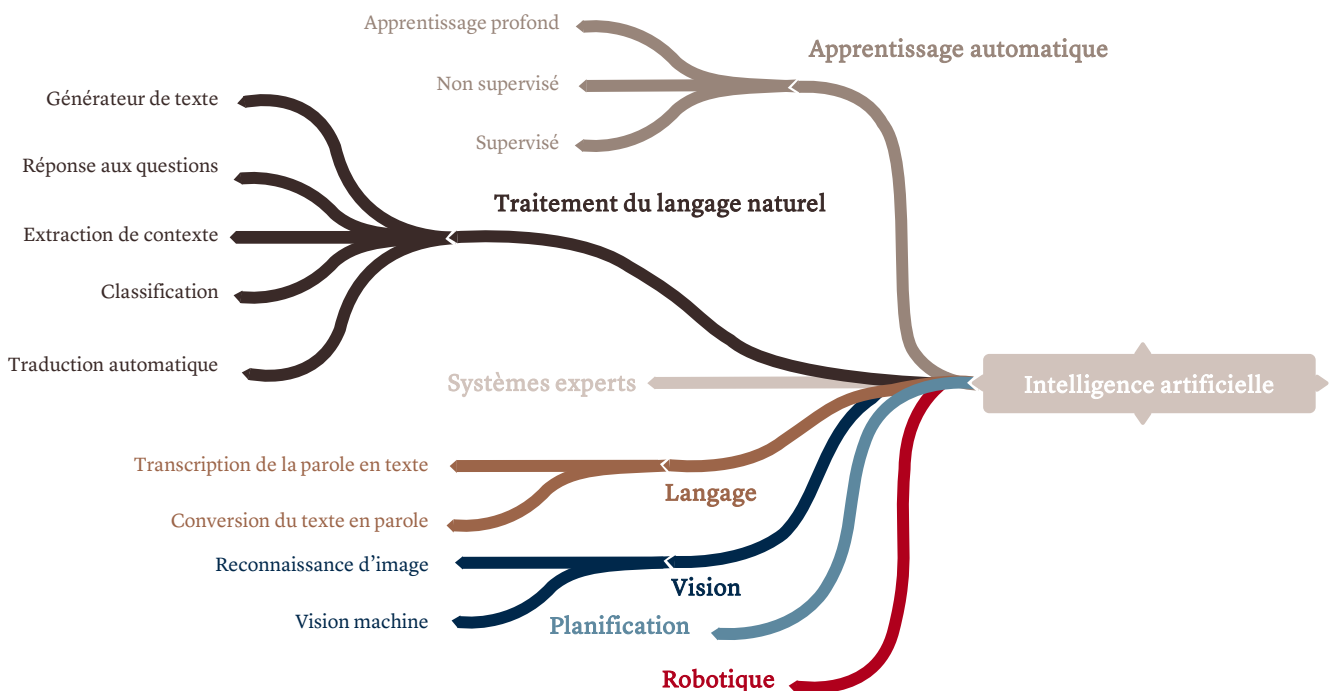 Apprentissage profond
Apprentissage automatique
Non supervisé
Supervisé
Générateur de texte
Réponse aux questions
Traitement du langage naturel
Extraction de contexte
Classification
Traduction automatique
Systèmes experts
Intelligence artificielle
Transcription de la parole en texte
Langage
Conversion du texte en parole
Reconnaissance d’image
Vision
Vision machine
Planification
Robotique